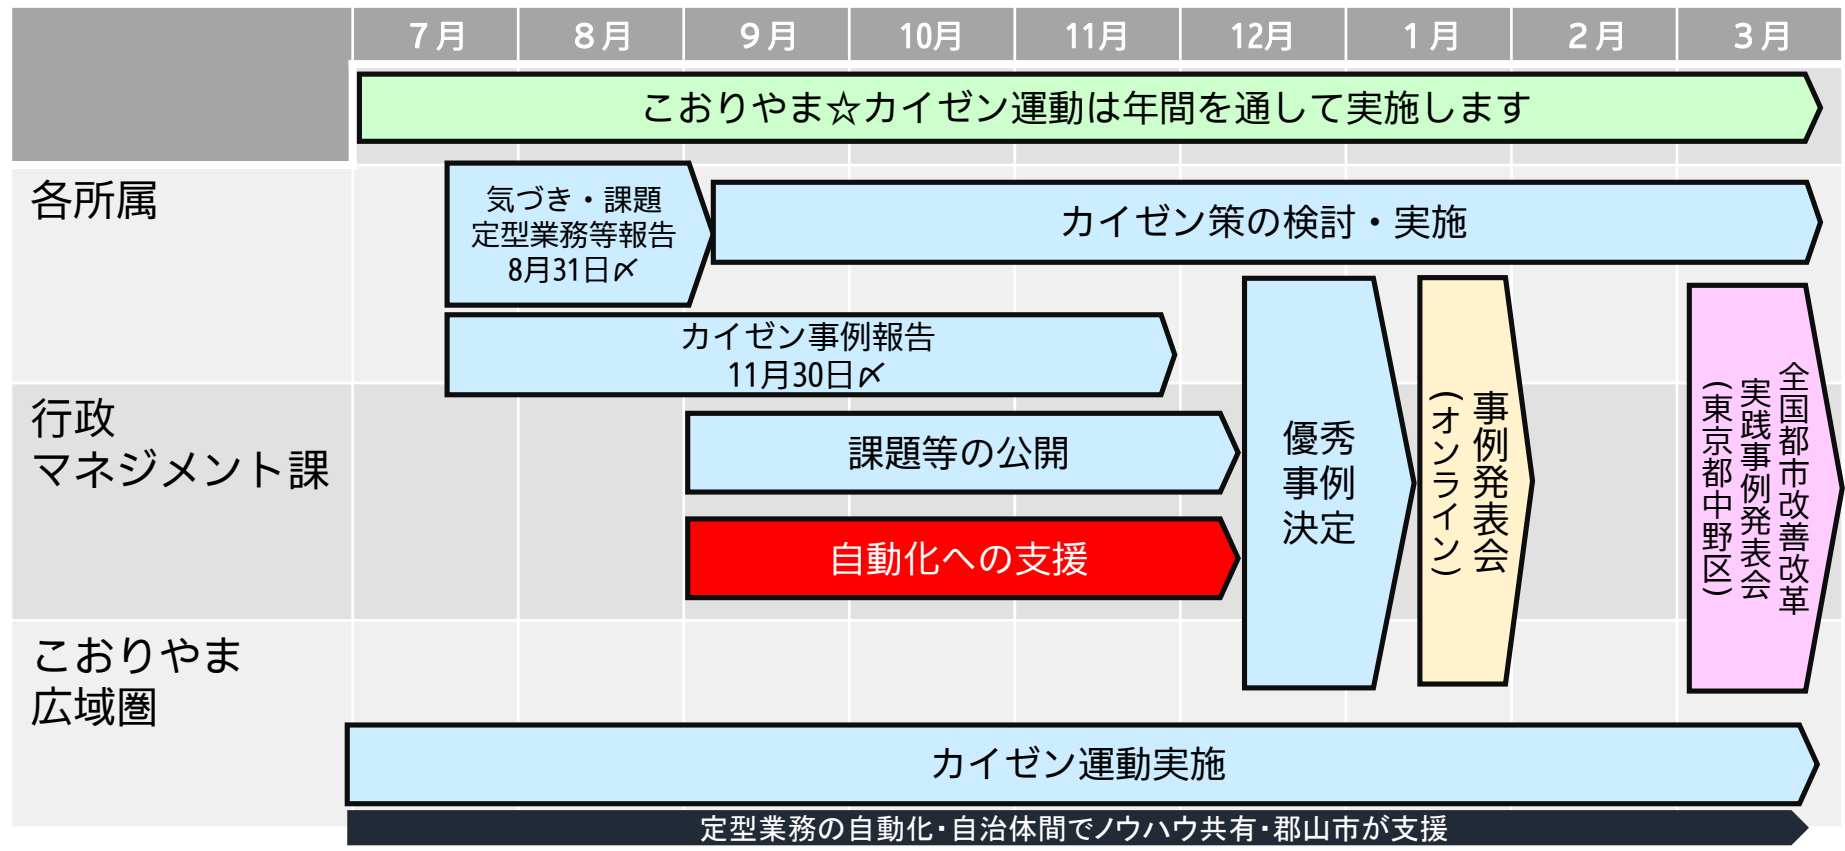 ７月 ８月 ９月 10月 11月 12月 １月 ２月 ３月
こおりやま☆カイゼン運動は年間を通して実施します
各所属
気づき・課題
定型業務等報告
8月31日〆
カイゼン策の検討・実施
カイゼン事例報告
11月30日〆
行政
マネジメント課
課題等の公開
自動化への支援
優秀
事例
決定
事例発表会
(オンライン)
全国都市改善改革
実践事例発表会
(東京都中野区)
こおりやま
広域圏
カイゼン運動実施
定型業務の自動化・自治体間でノウハウ共有・郡山市が支援